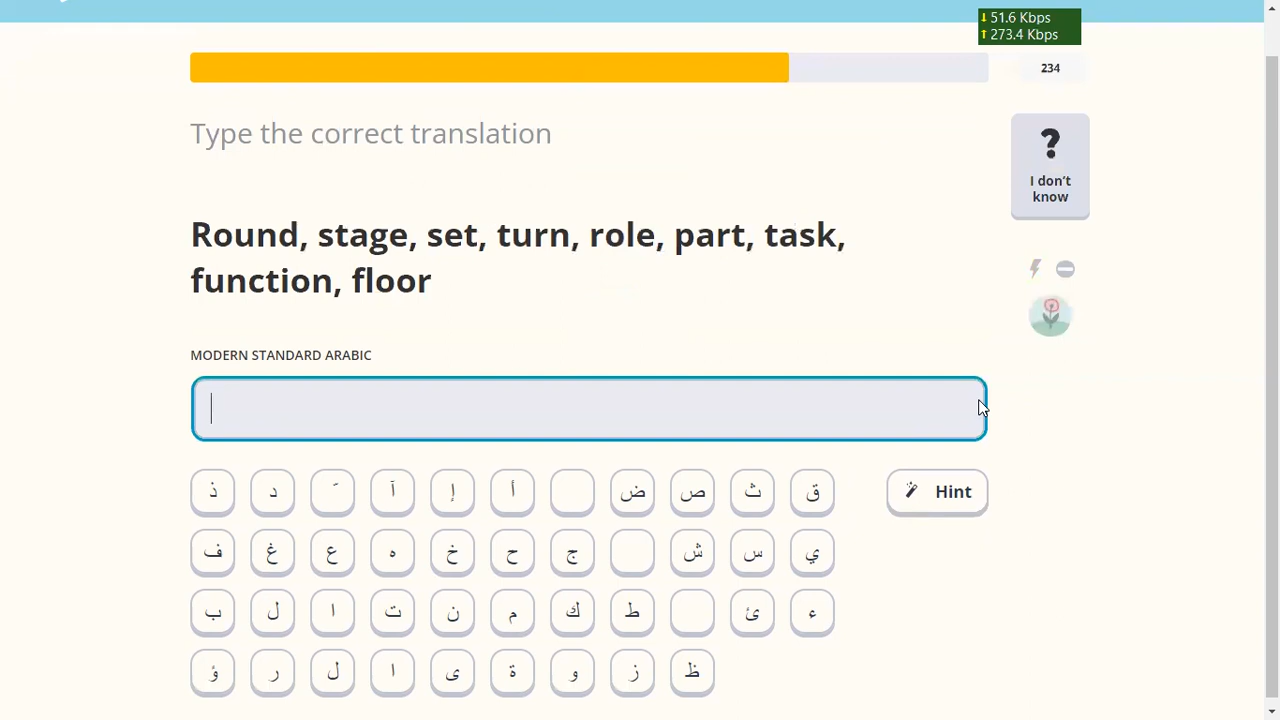 ↓ 51.6 Kbps
↑ 273.4 Kbps
234
Type the correct translation
?
I don't know
Round, stage, set, turn, role, part, task,
function, floor
MODERN STANDARD ARABIC
ذ د َ آ إ أ ض ص ث ق
Hint
ف غ ع ه خ ح ج ش س ي
ب ل ا ت ن م ك ط ئ ء
ؤ ر ل ا ى ة و ز ظ